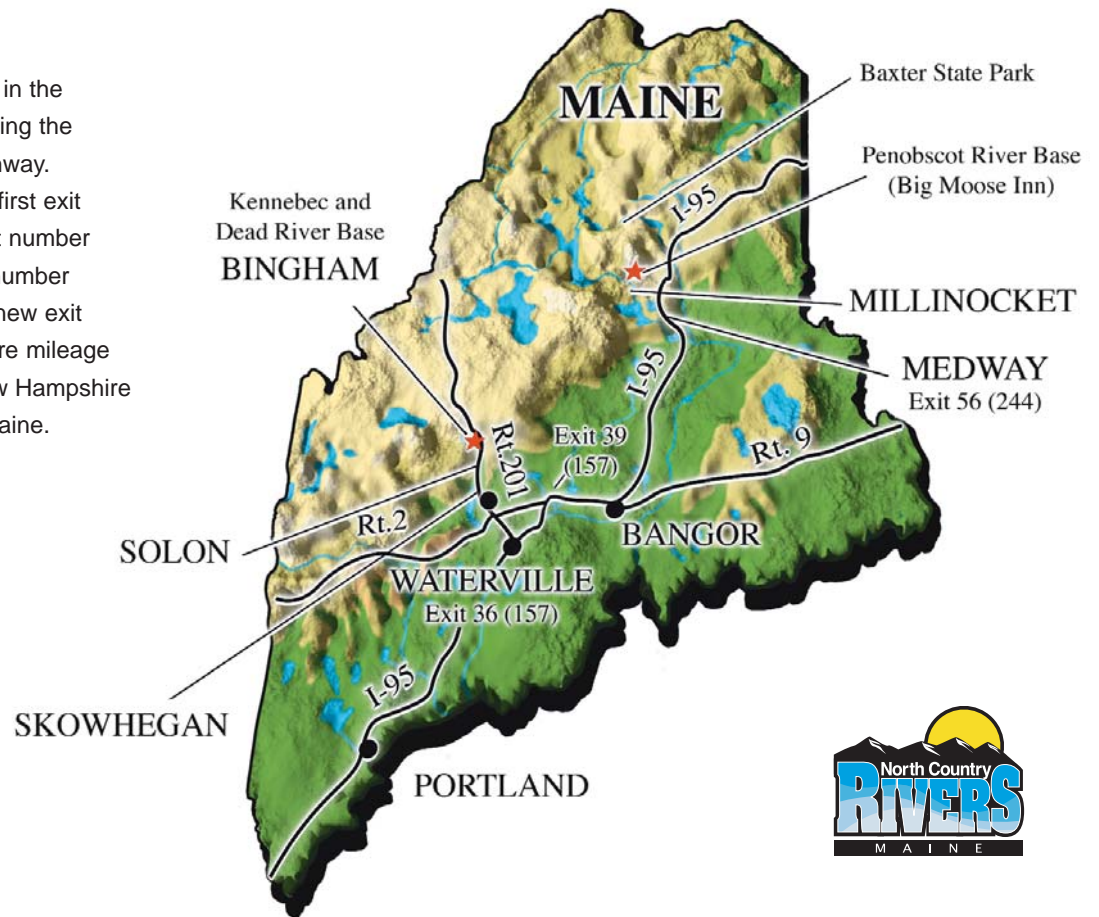 in the
ing the
hway.
first exit
t number
number
new exit
re mileage
w Hampshire
aine.
MAINE
Baxter State Park
Penobscot River Base
(Big Moose Inn)
I-95
Kennebec and
Dead River Base
BINGHAM
MILLINOCKET
MEDWAY
Exit 56 (244)
I-95
Exit 39
(157)
Rt. 9
Rt.201
Rt.2
SOLON
BANGOR
WATERVILLE
Exit 36 (157)
I-95
SKOWHEGAN
PORTLAND
North Country
RIVERS
MAINE